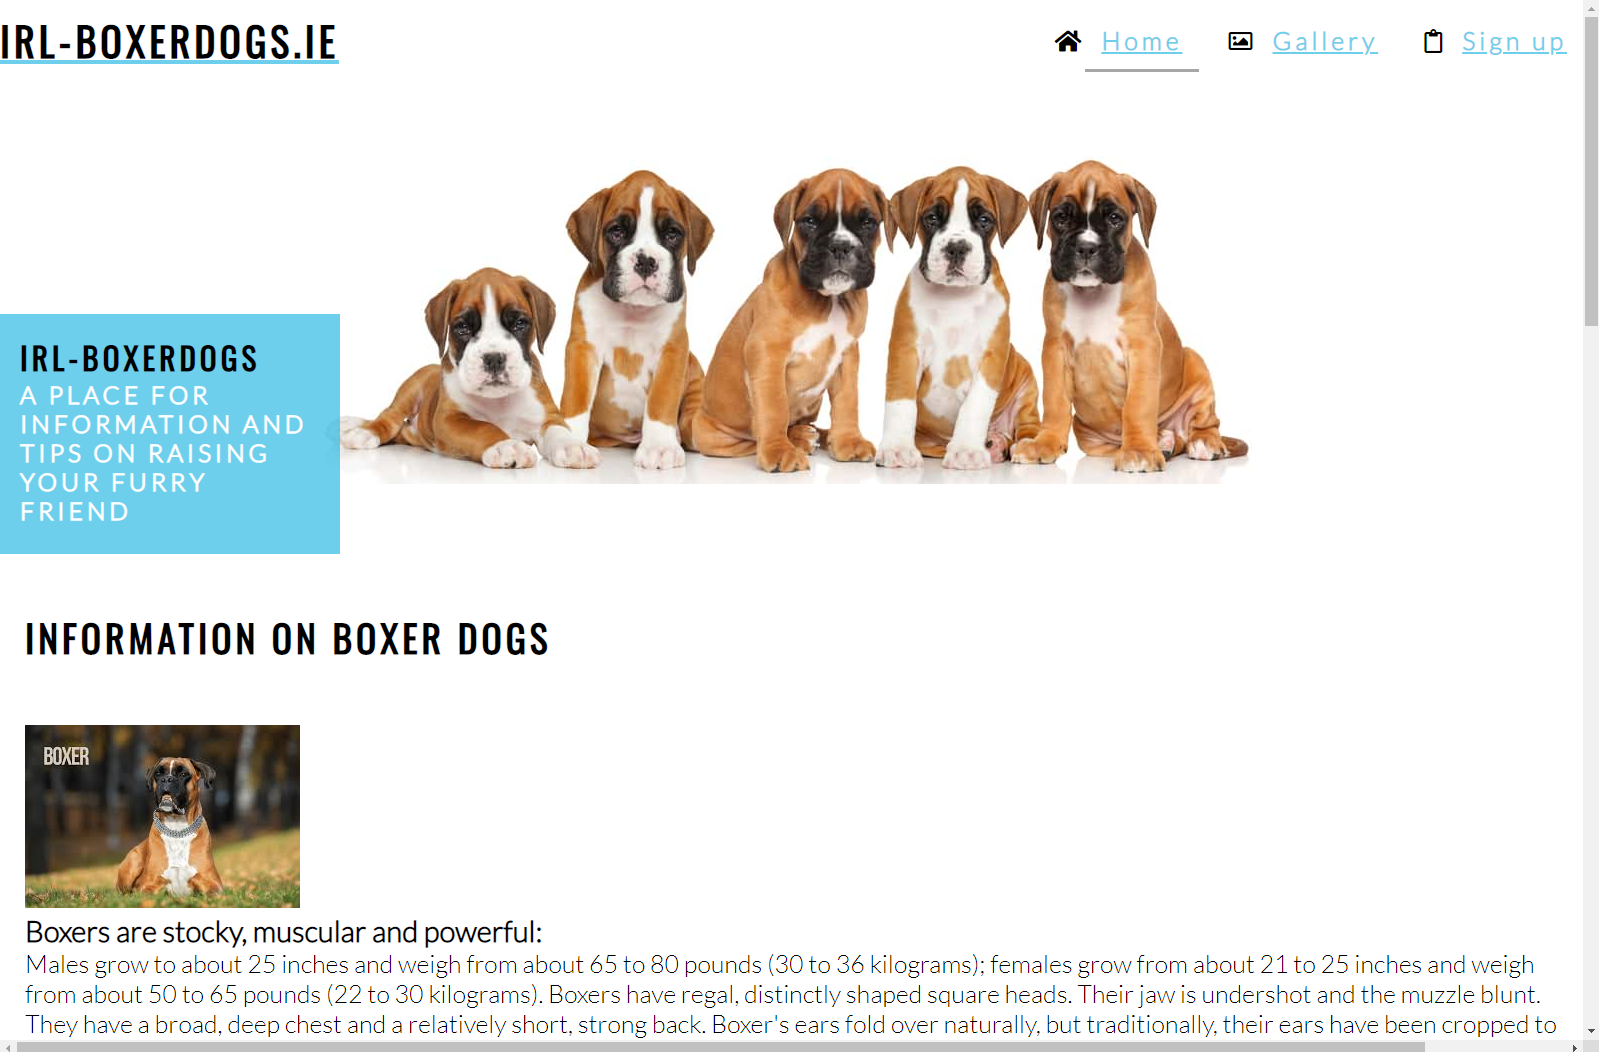 IRL-BOXERDOGS.IE
Home
Gallery
Sign up
IRL-BOXERDOGS
A PLACE FOR
INFORMATION AND
TIPS ON RAISING
YOUR FURRY
FRIEND
INFORMATION ON BOXER DOGS
BOXER
Boxers are stocky, muscular and powerful:
Males grow to about 25 inches and weigh from about 65 to 80 pounds (30 to 36 kilograms); females grow from about 21 to 25 inches and weigh
from about 50 to 65 pounds (22 to 30 kilograms). Boxers have regal, distinctly shaped square heads. Their jaw is undershot and the muzzle blunt.
They have a broad, deep chest and a relatively short, strong back. Boxer's ears fold over naturally, but traditionally, their ears have been cropped to